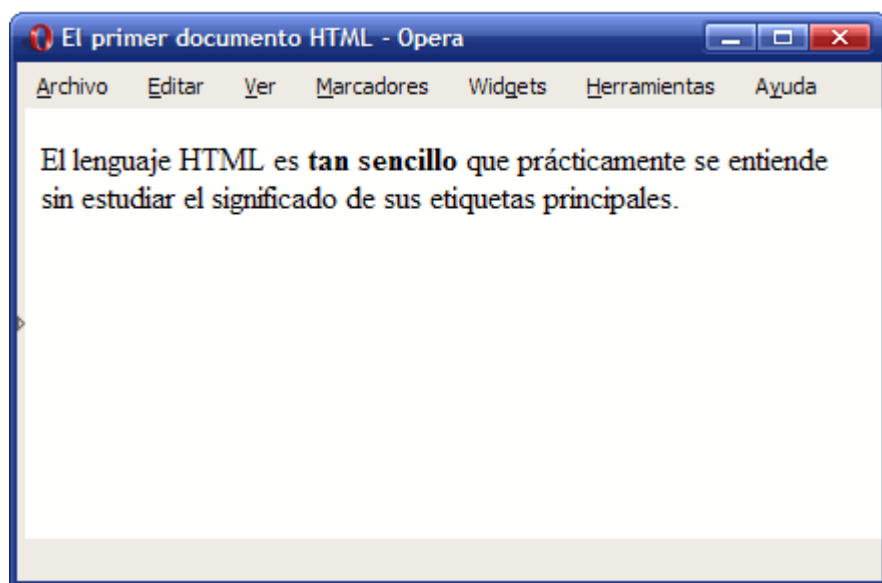 El primer documento HTML - Opera
Archivo Editar Ver Marcadores Widgets Herramientas Ayuda
El lenguaje HTML es tan sencillo que prácticamente se entiende
sin estudiar el significado de sus etiquetas principales.